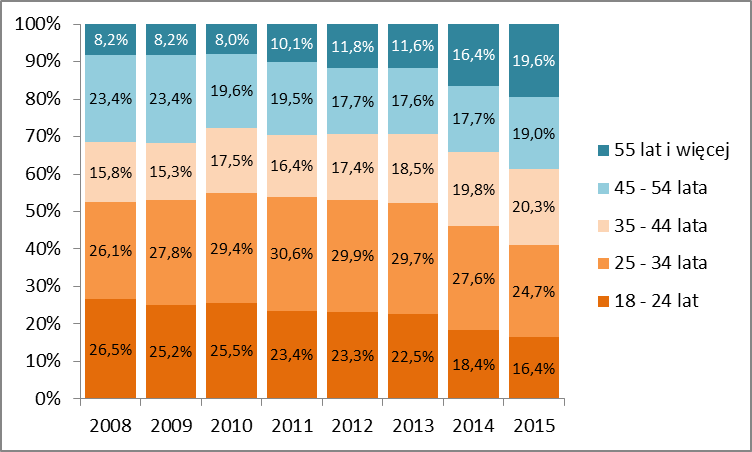 100%
90%
80%
70%
60%
50%
40%
30%
20%
10%
0%
8,2% 8,2% 8,0% 10,1% 11,8% 11,6% 16,4% 19,6%
23,4% 23,4% 19,6% 19,5% 17,7% 17,6% 17,7% 19,0%
15,8% 15,3% 17,5% 16,4% 17,4% 18,5% 19,8% 20,3%
26,1% 27,8% 29,4% 30,6% 29,9% 29,7% 27,6% 24,7%
26,5% 25,2% 25,5% 23,4% 23,3% 22,5% 18,4% 16,4%
2008 2009 2010 2011 2012 2013 2014 2015
55 lat i więcej
45 - 54 lata
35 - 44 lata
25 - 34 lata
18 - 24 lat